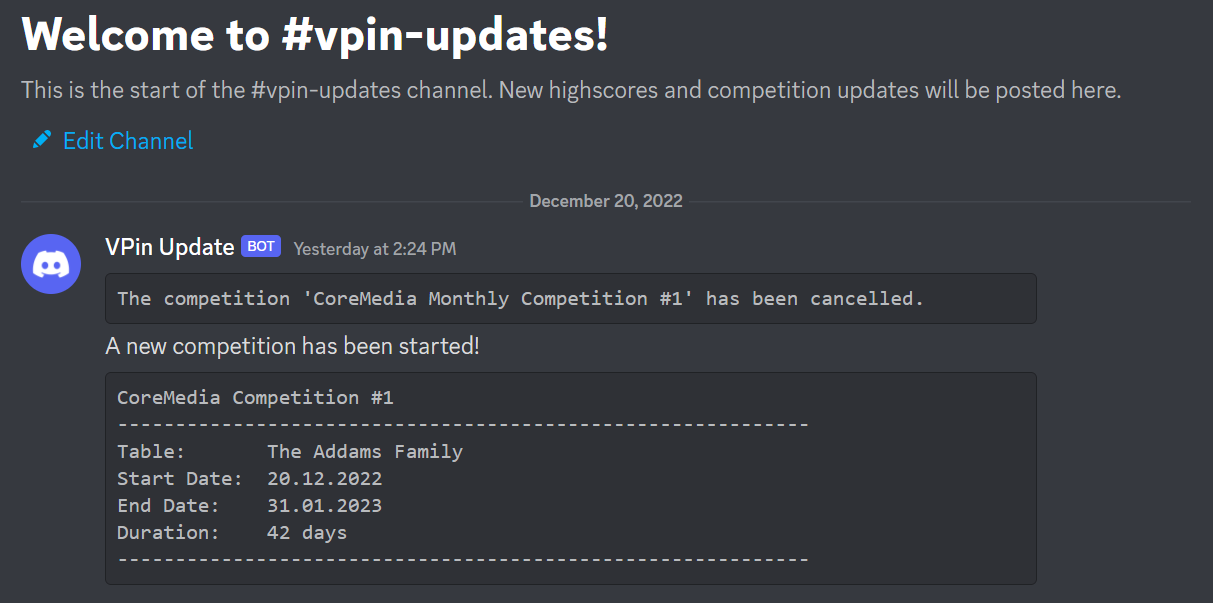 Welcome to #vpin-updates!
This is the start of the #vpin-updates channel. New highscores and competition updates will be posted here.
Edit Channel
December 20, 2022
VPin Update BOT Yesterday at 2:24 PM
The competition 'CoreMedia Monthly Competition #1' has been cancelled.
A new competition has been started!
CoreMedia Competition #1
------------------------------------------------------------
Table:       The Addams Family
Start Date:  20.12.2022
End Date:    31.01.2023
Duration:    42 days
------------------------------------------------------------